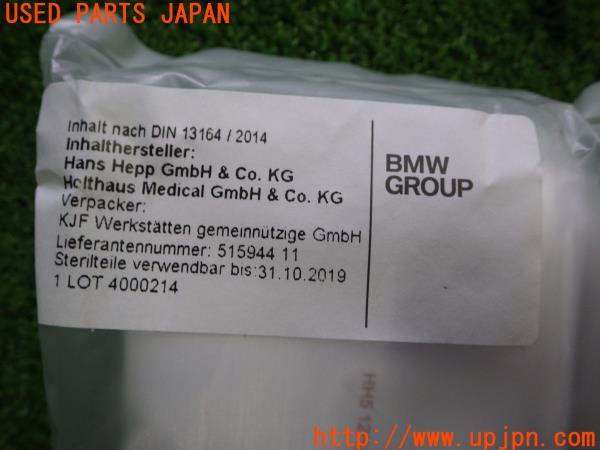 USED PARTS JAPAN
Inhalt nach DIN 13164 / 2014
Inhalthersteller:
Hans Hepp GmbH & Co. KG
Holthaus Medical GmbH & Co. KG
Verpacker:
KJF Werkstätten gemeinnützige GmbH
Lieferantennummer: 515944 11
Sterilteile verwendbar bis:31.10.2019
1 LOT 4000214
BMW
GROUP
http://www.upjpn.com/